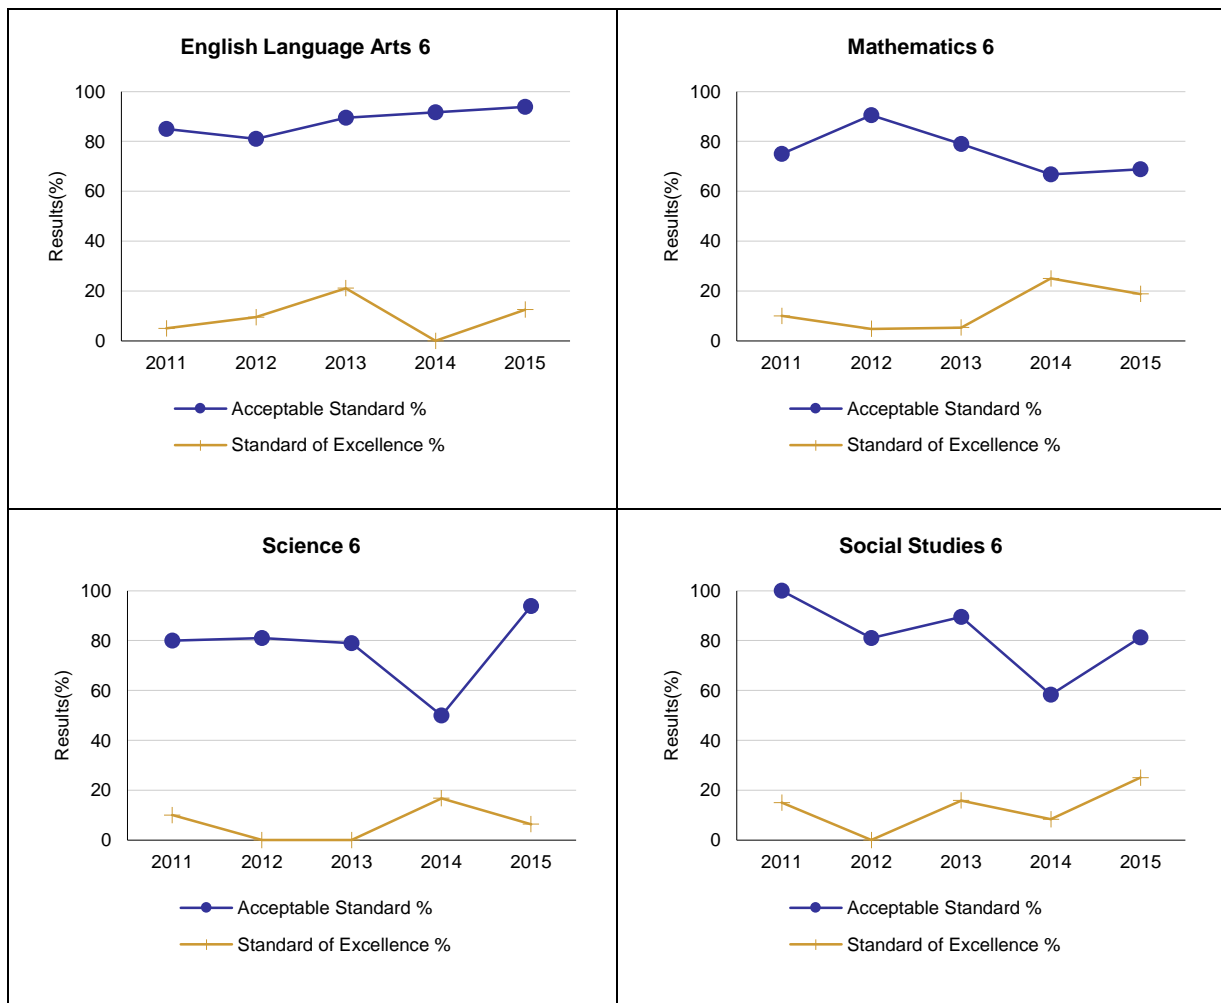 English Language Arts 6
Results(%)
100
80
60
40
20
0
2011 2012 2013 2014 2015
Acceptable Standard %
Standard of Excellence %
Mathematics 6
Results(%)
100
80
60
40
20
0
2011 2012 2013 2014 2015
Acceptable Standard %
Standard of Excellence %
Science 6
Results(%)
100
80
60
40
20
0
2011 2012 2013 2014 2015
Acceptable Standard %
Standard of Excellence %
Social Studies 6
Results(%)
100
80
60
40
20
0
2011 2012 2013 2014 2015
Acceptable Standard %
Standard of Excellence %